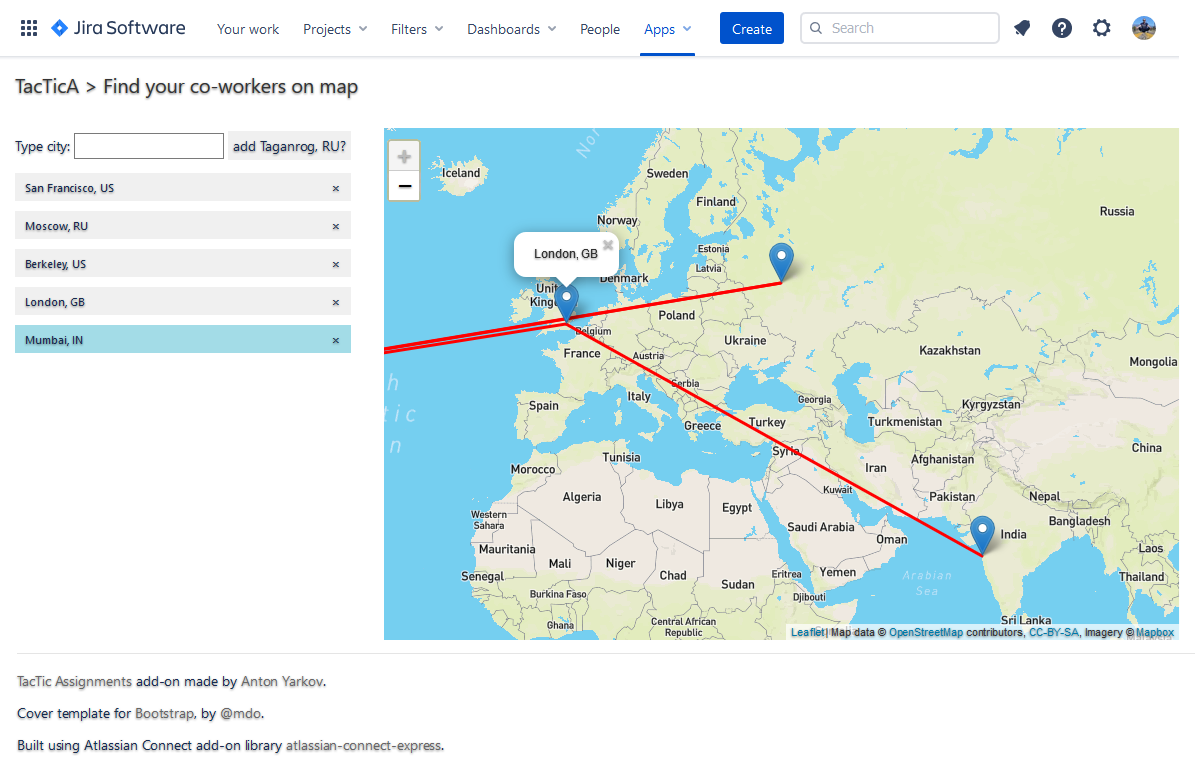 Jira Software Your work Projects Filters Dashboards People Apps Create Search
TacTicA > Find your co-workers on map
Type city: add Taganrog, RU?
San Francisco, US ×
Moscow, RU ×
Berkeley, US ×
London, GB ×
Mumbai, IN ×
+
−
Iceland
Sweden
Finland
Russia
Norway
Estonia
London, GB ×
Latvia
Denmark
Unit
Kingd
Poland
Belgium
Ukraine
France
Austria
Kazakhstan
Mongolia
Serbia
h
Italy
Georgia
Spain
Kyrgyzstan
tic
Turkey
Turkmenistan
Greece
n
China
Syria
Tunisia
Afghanistan
Morocco
Iran
Kuwait
Algeria
Libya
Pakistan
Nepal
Egypt
Western
Sahara
Bangladesh
Saudi Arabia
India
Oman
Mauritania
Laos
Mali
Niger
Senegal
Chad
Eritrea
Yemen
Arabian
Sea
Thailand
Sudan
Burkina Faso
Djibouti
Ghana
Central African
Republic
Sri Lanka
Nor
Leaflet | Map data © OpenStreetMap contributors, CC-BY-SA, Imagery © Mapbox
TacTic Assignments add-on made by Anton Yarkov.
Cover template for Bootstrap, by @mdo.
Built using Atlassian Connect add-on library atlassian-connect-express.